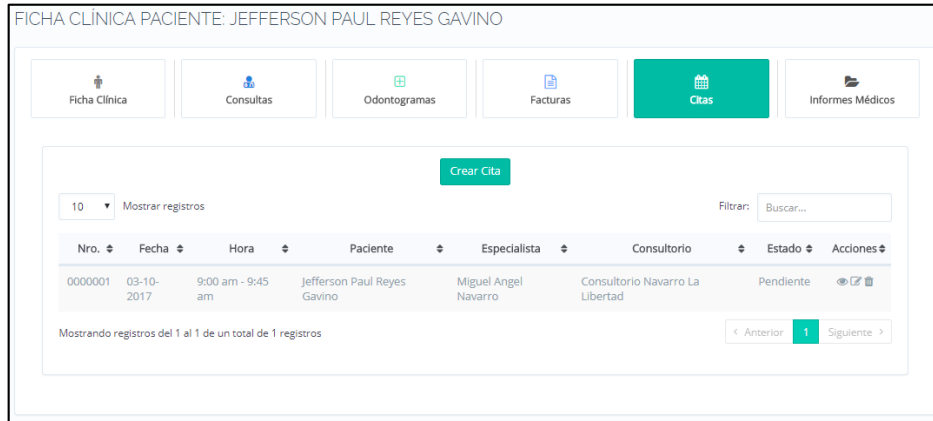 FICHA CLÍNICA PACIENTE: JEFFERSON PAUL REYES GAVINO
Ficha Clínica Consultas Odontogramas Facturas Citas Informes Médicos
Crear Cita
10 Mostrar registros Filtrar: Buscar...
Nro. Fecha Hora Paciente Especialista Consultorio Estado Acciones
0000001 03-10- 9:00 am - 9:45 Jefferson Paul Reyes Miguel Angel Consultorio Navarro La Pendiente
2017 am Gavino Navarro Libertad
Mostrando registros del 1 al 1 de un total de 1 registros < Anterior 1 Siguiente >